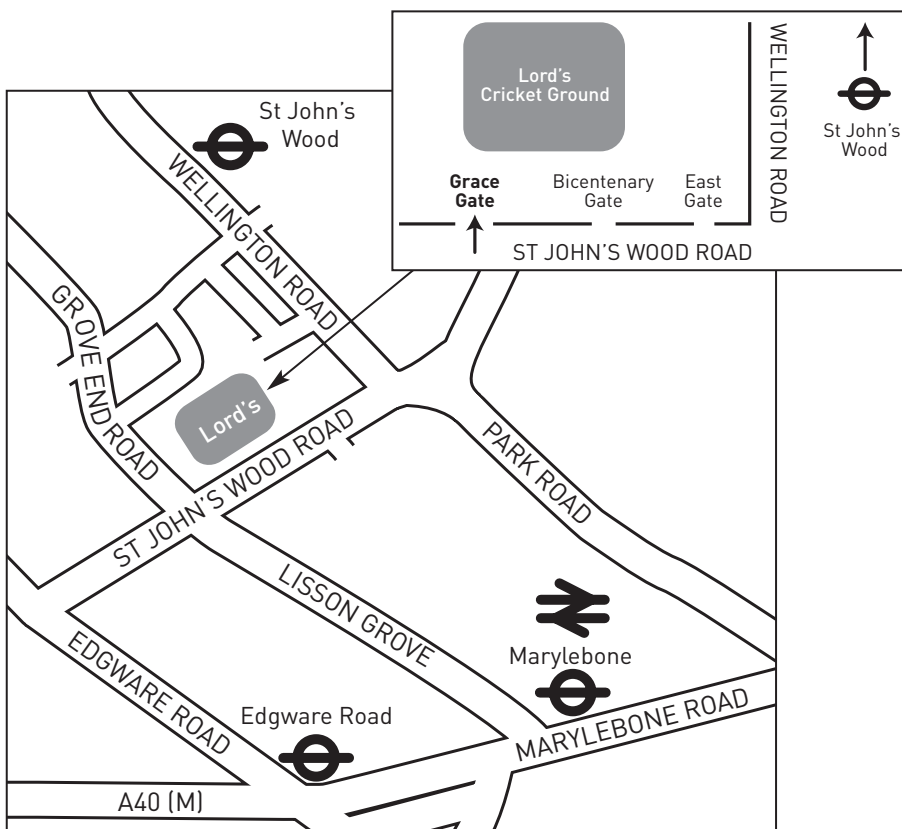 Lord's
Cricket Ground
WELLINGTON ROAD
St John's
Wood
Grace
Gate
Bicentenary
Gate
East
Gate
ST JOHN'S WOOD ROAD
St John's
Wood
WELLINGTON ROAD
GROVE END ROAD
Lord's
ST JOHN'S WOOD ROAD
PARK ROAD
LISSON GROVE
Marylebone
EDGWARE ROAD
Edgware Road
MARYLEBONE ROAD
A40 (M)